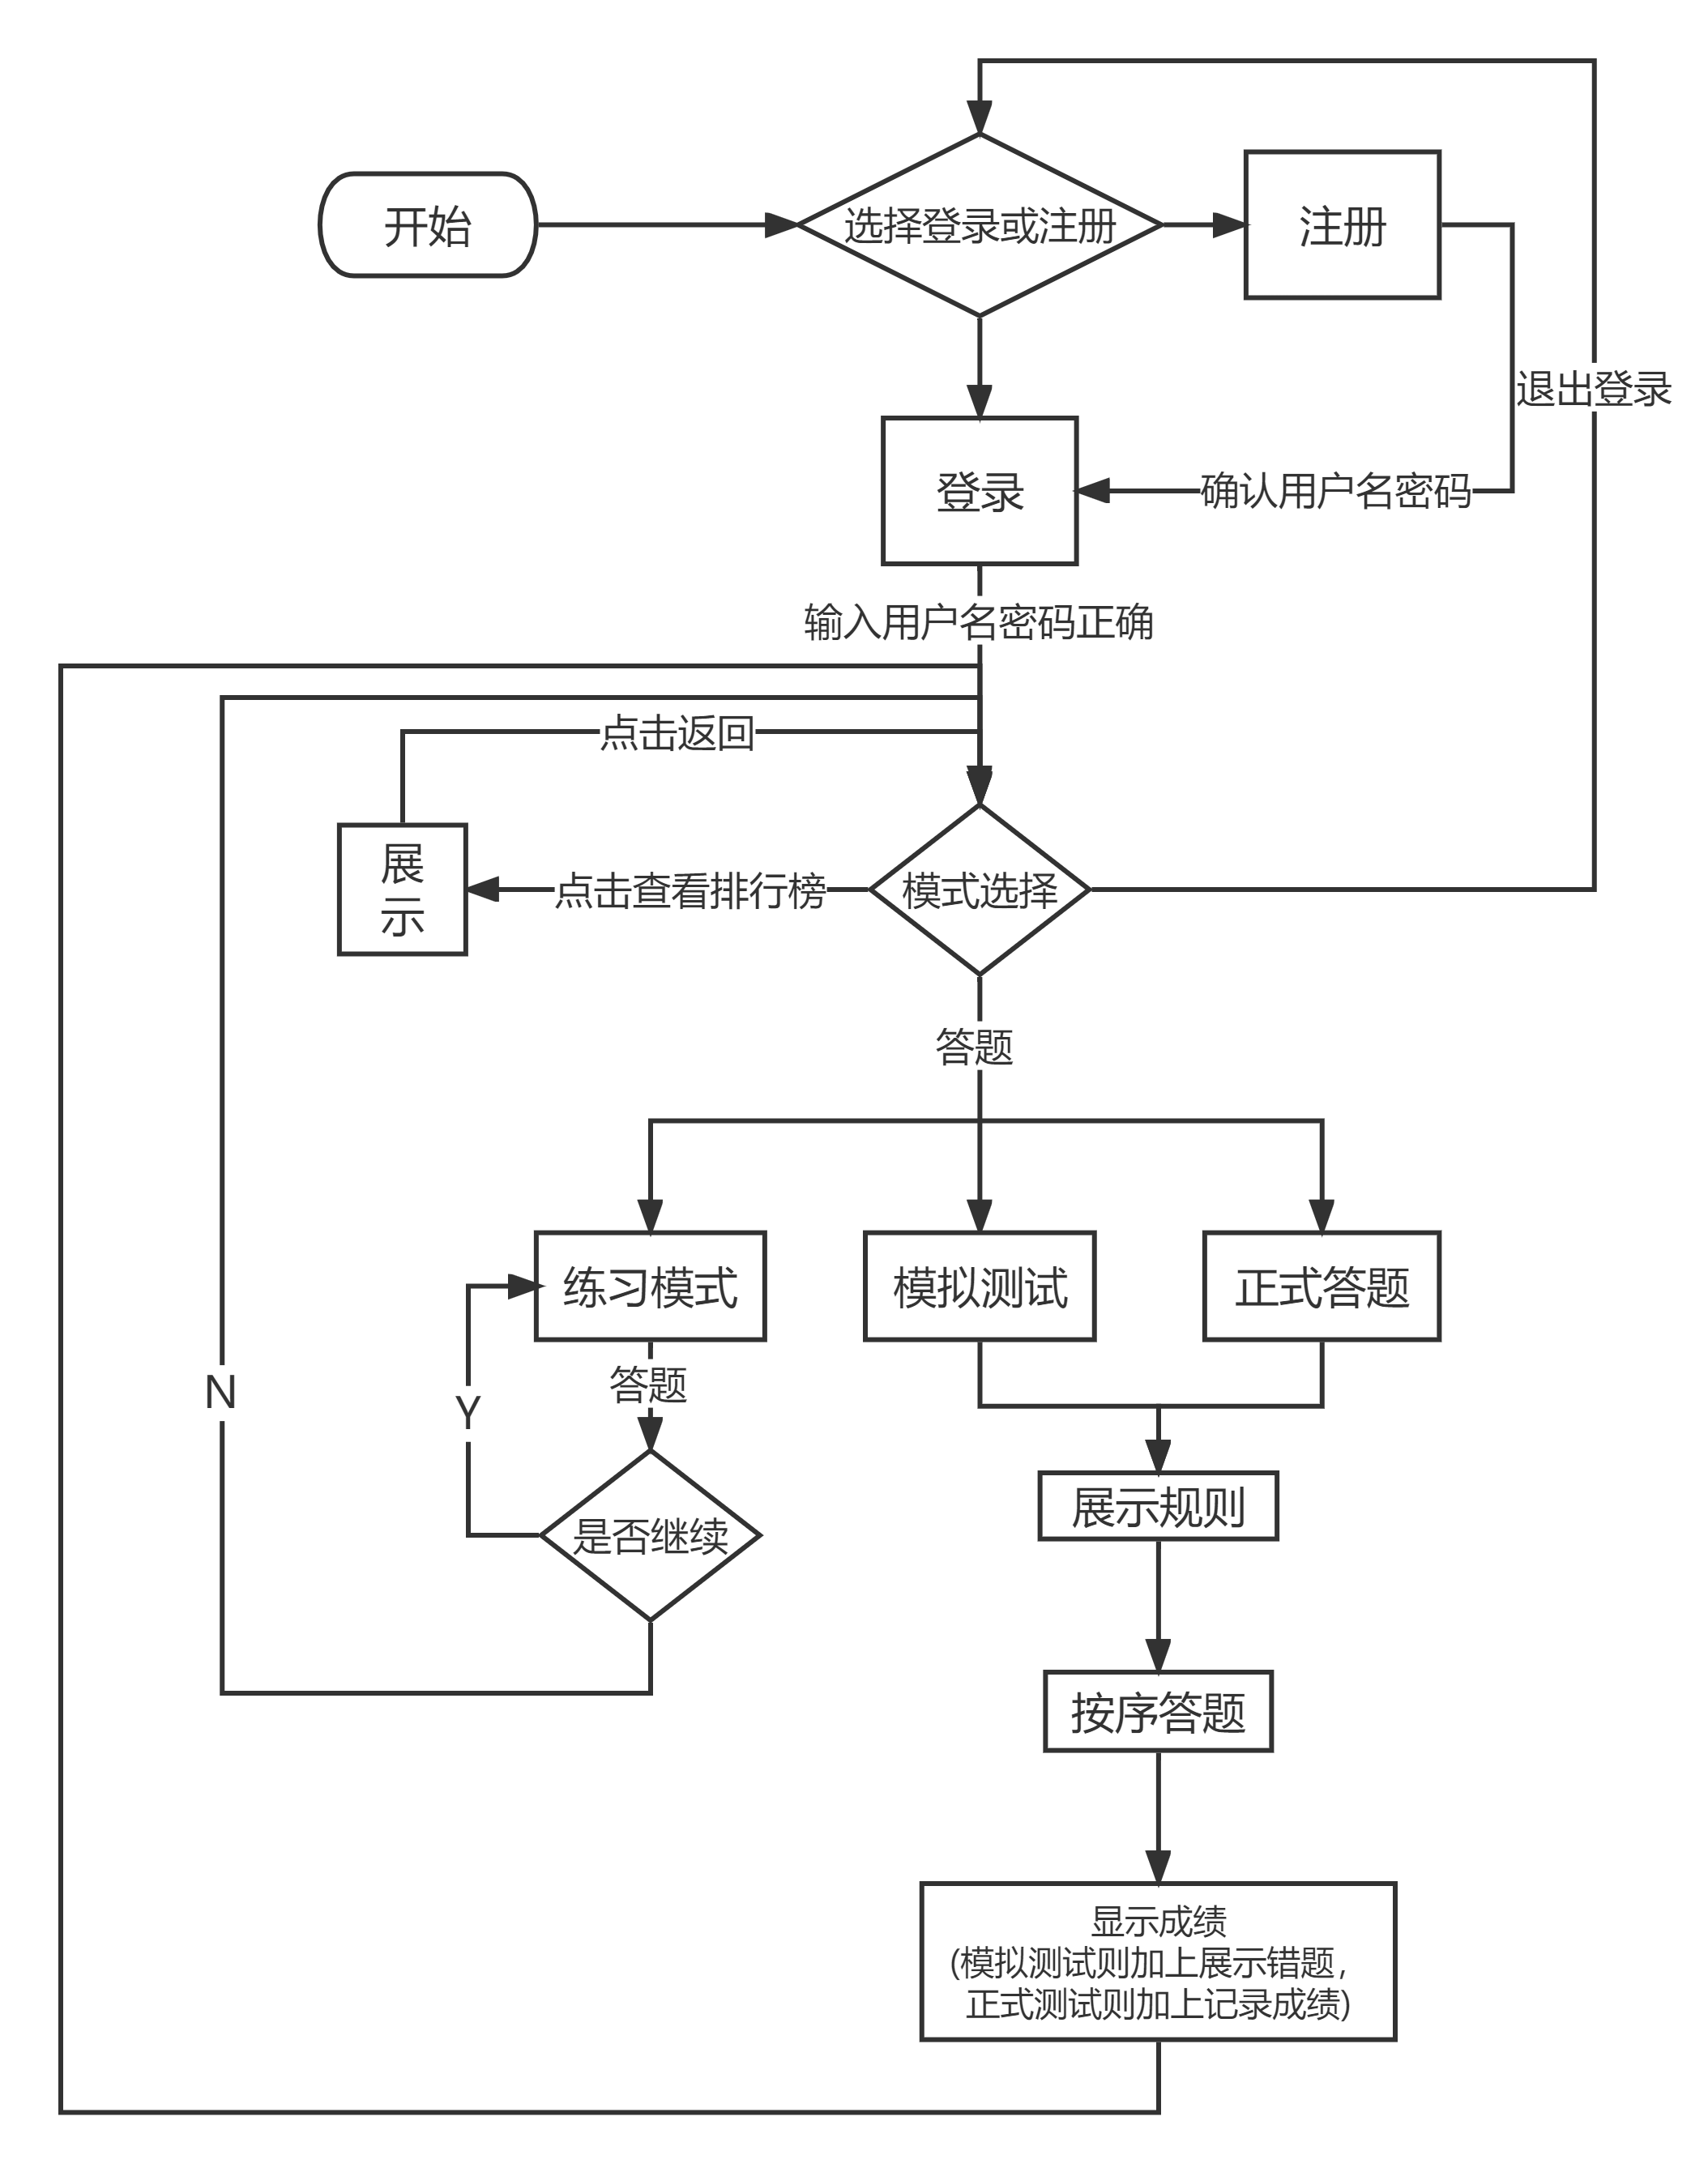 开始
选择登录或注册
注册
退出登录
登录
确认用户名密码
输入用户名密码正确
点击返回
展
示
点击查看排行榜
模式选择
答题
练习模式
模拟测试
正式答题
答题
N
Y
是否继续
展示规则
按序答题
显示成绩
(模拟测试则加上展示错题,
正式测试则加上记录成绩)